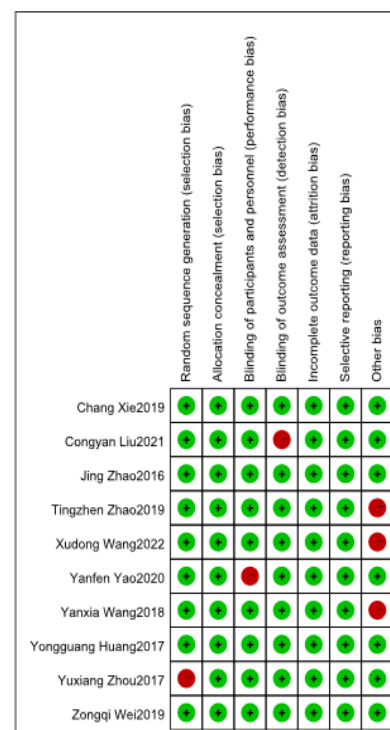 Random sequence generation (selection bias)
Allocation concealment (selection bias)
Blinding of participants and personnel (performance bias)
Blinding of outcome assessment (detection bias)
Incomplete outcome data (attrition bias)
Selective reporting (reporting bias)
Other bias
Chang Xie2019 + + + + + + +
Congyan Liu2021 + + + - + + +
Jing Zhao2016 + + + + + + +
Tingzhen Zhao2019 + + + + + + -
Xudong Wang2022 + + + + + + -
Yanfen Yao2020 + + - + + + +
Yanxia Wang2018 + + + + + + -
Yongguang Huang2017 + + + + + + +
Yuxiang Zhou2017 - + + + + + +
Zongqi Wei2019 + + + + + + +